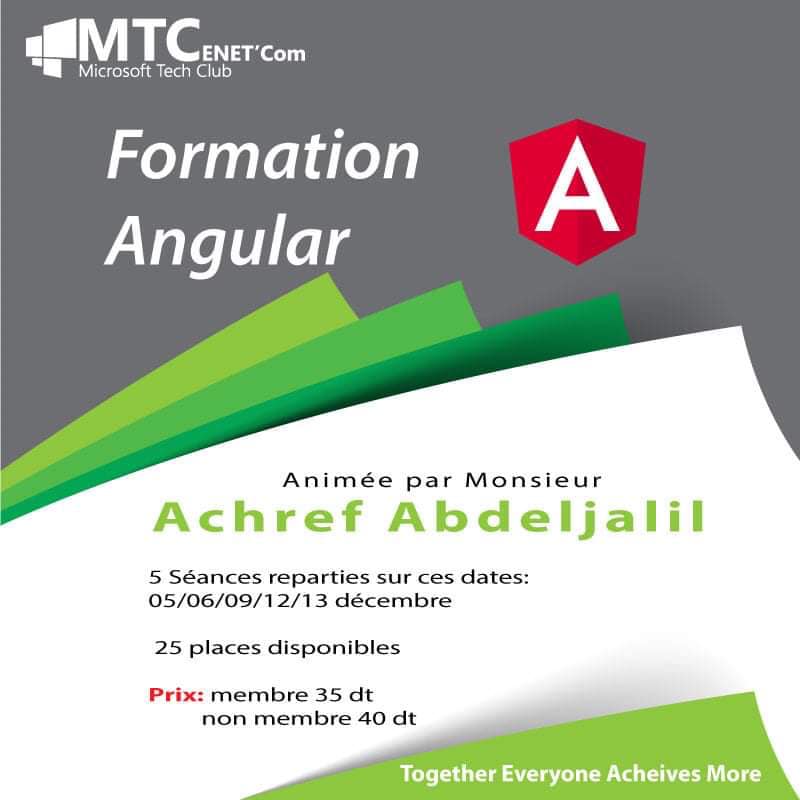 MTCENET'Com
Microsoft Tech Club
Formation
Angular
A
Animée par Monsieur
Achref Abdeljalil
5 Séances reparties sur ces dates:
05/06/09/12/13 décembre
25 places disponibles
Prix: membre 35 dt
non membre 40 dt
Together Everyone Acheives More